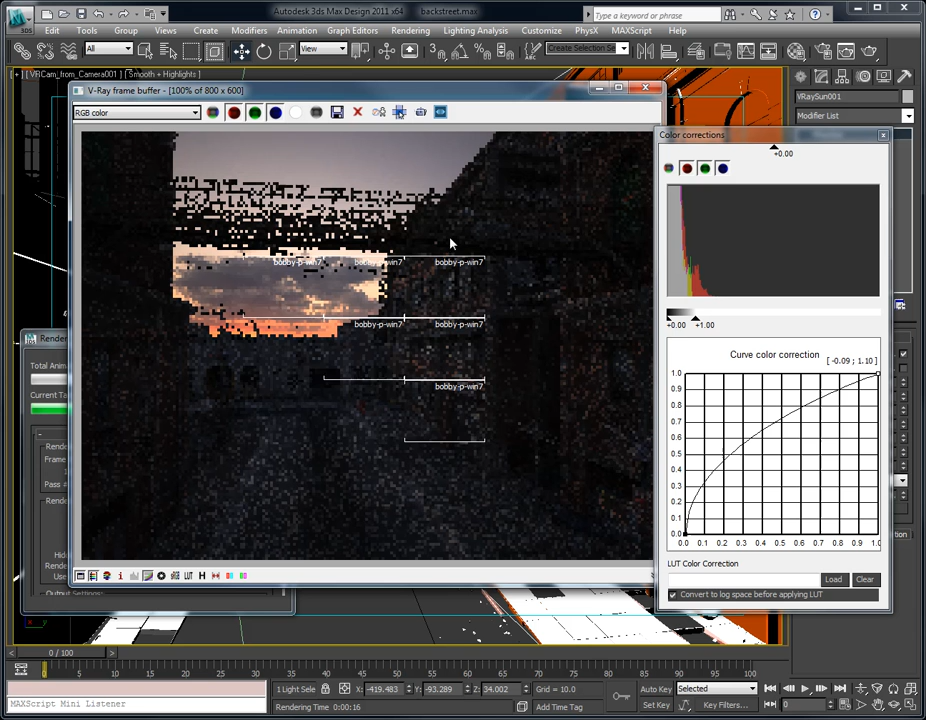 Autodesk 3ds Max Design 2011 x64 backstreet.max
Type a keyword or phrase
Edit Tools Group Views Create Modifiers Animation Graph Editors Rendering Lighting Analysis Customize MAXScript Help
All View Create Selection Se
[ + ] [ VRCam_from_Camera001 ] [ Smooth + Highlights ]
V-Ray frame buffer - [100% of 800 x 600]
RGB color
VRaySun001
Modifier List
Color corrections
+0.00
bobby-p-win7 bobby-p-win7 bobby-p-win7
bobby-p-win7 bobby-p-win7
bobby-p-win7
+0.00 +1.00
Curve color correction
[ -0.09 ; 1.10 ]
1.0
0.9
0.8
0.7
0.6
0.5
0.4
0.3
0.2
0.1
0.0
0.0 0.1 0.2 0.3 0.4 0.5 0.6 0.7 0.8 0.9 1.0
LUT Color Correction
Load Clear
Convert to log space before applying LUT
LUT H
Render
Total Anim
Current Ta
Rende
Frame
Pass #
Rende
Hid
Rende
Use
Output Settings:
0 / 100
0 5 10 15 20 25 30 35 40 45 50 55 60 65 70 75 80 85 90 95 100
1 Light Sele X: -419.483 Y: -93.289 Z: 34.002 Grid = 10.0 Auto Key Selected
MAXScript Mini Listener Rendering Time 0:00:16 Add Time Tag Set Key Key Filters... 0